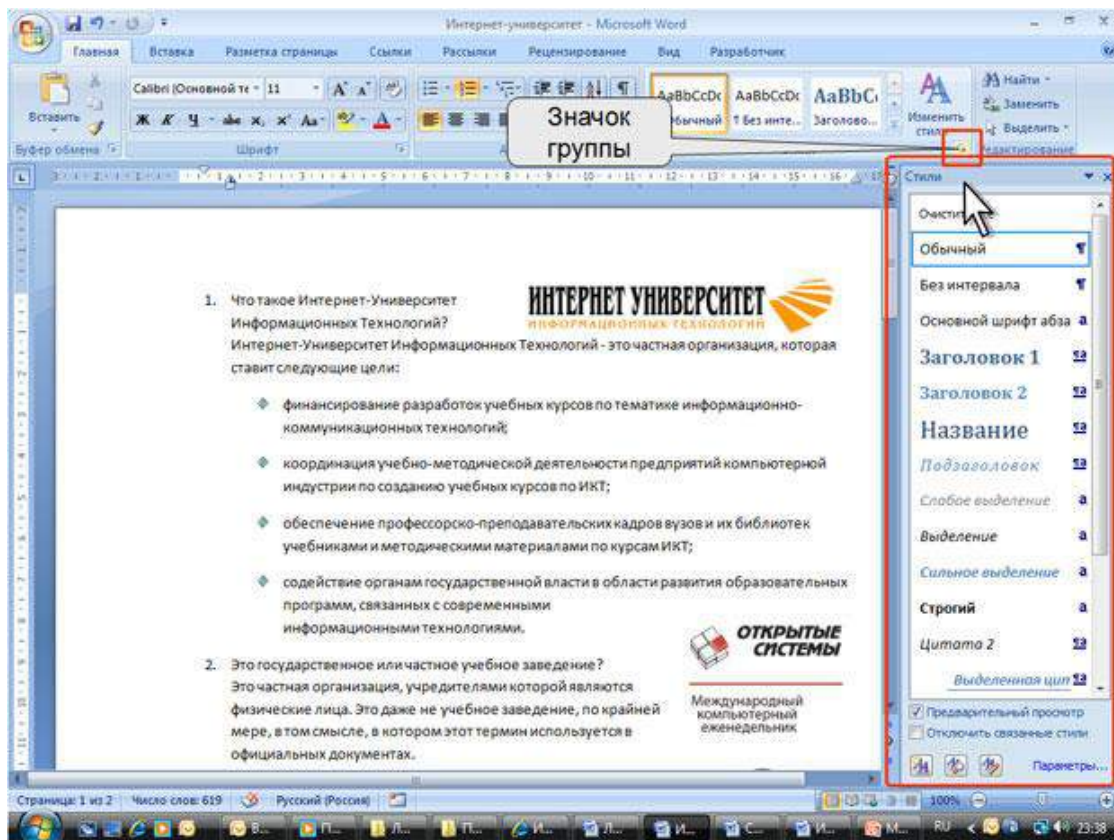 Интернет-университет - Microsoft Word
Главная Вставка Разметка страницы Ссылки Рассылки Рецензирование Вид Разработчик
Вставить
Буфер обмена
Calibri (Основной те 11
Ж К Ч abc x, x' Aa
Шрифт
AaBbCcDc AaBbCcDc AaBbC
Обычный ¶ Без инте... Заголово...
Изменить стили
Найти
Заменить
Выделить
Редактирование
Значок
группы
Стили
Обычный ¶
Без интервала ¶
Основной шрифт абза a
Заголовок 1 ¶a
Заголовок 2 ¶a
Название ¶a
Подзаголовок ¶a
Слабое выделение a
Выделение a
Сильное выделение a
Строгий a
Цитата 2 ¶a
Выделенная цит ¶a
Предварительный просмотр
Отключить связанные стили
Параметры...
ИНТЕРНЕТ УНИВЕРСИТЕТ
ИНФОРМАЦИОННЫХ ТЕХНОЛОГИЙ
1. Что такое Интернет-Университет
Информационных Технологий?
Интернет-Университет Информационных Технологий - это частная организация, которая
ставит следующие цели:
финансирование разработок учебных курсов по тематике информационно-
коммуникационных технологий;
координация учебно-методической деятельности предприятий компьютерной
индустрии по созданию учебных курсов по ИКТ;
обеспечение профессорско-преподавательских кадров вузов и их библиотек
учебниками и методическими материалами по курсам ИКТ;
содействие органам государственной власти в области развития образовательных
программ, связанных с современными
информационными технологиями.
ОТКРЫТЫЕ
СИСТЕМЫ
Международный
компьютерный
еженедельник
2. Это государственное или частное учебное заведение?
Это частная организация, учредителями которой являются
физические лица. Это даже не учебное заведение, по крайней
мере, в том смысле, в котором этот термин используется в
официальных документах.
Страница: 1 из 2 Число слов: 619 Русский (Россия) 100%
В... П... Л... П... И... Л... И... С... И... М... RU 23:38